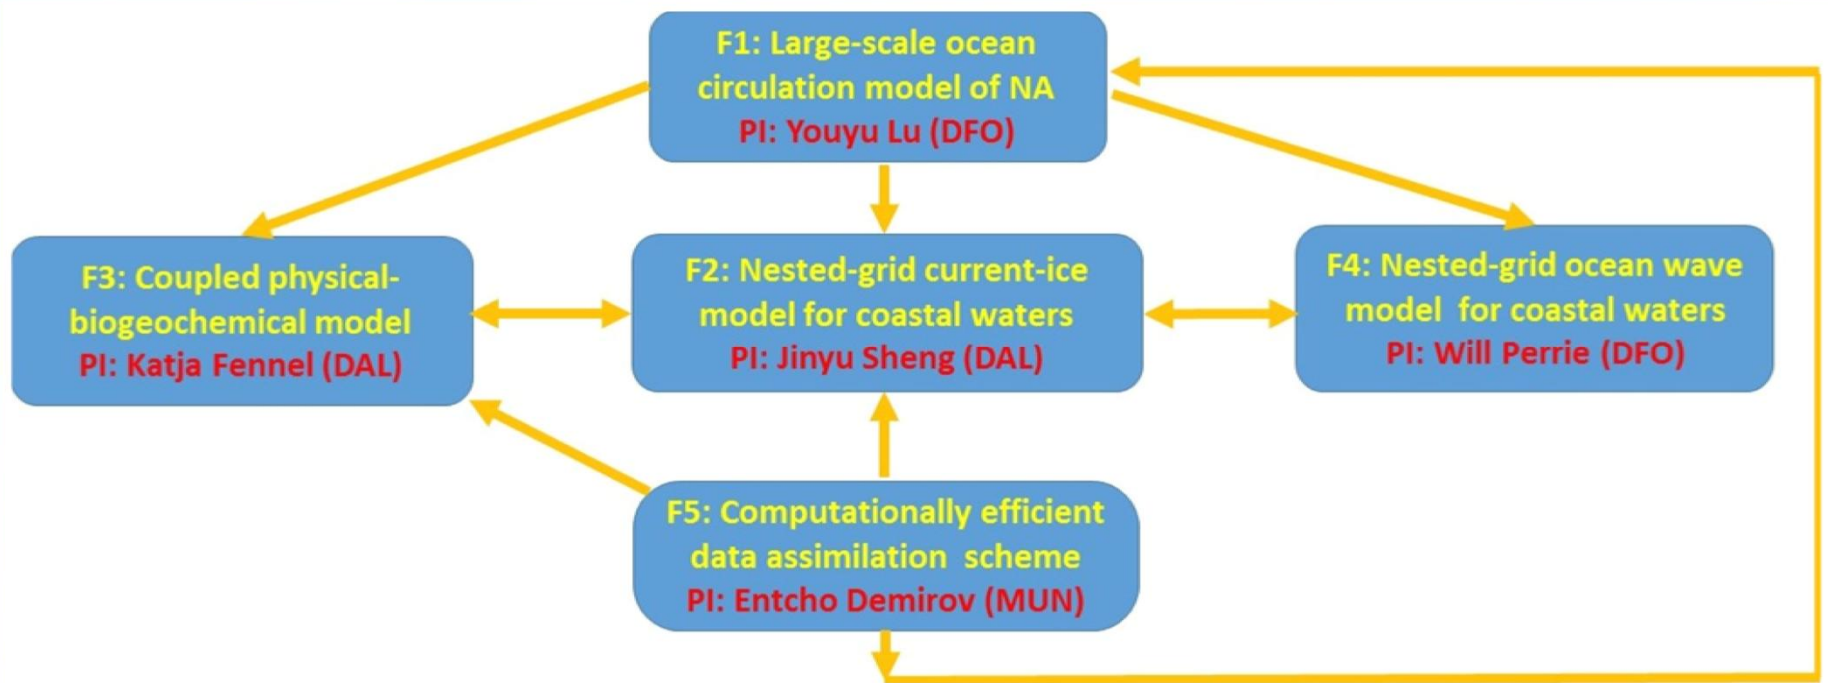 F1: Large-scale ocean
circulation model of NA
PI: Youyu Lu (DFO)
F3: Coupled physical-
biogeochemical model
PI: Katja Fennel (DAL)
F2: Nested-grid current-ice
model for coastal waters
PI: Jinyu Sheng (DAL)
F4: Nested-grid ocean wave
model for coastal waters
PI: Will Perrie (DFO)
F5: Computationally efficient
data assimilation scheme
PI: Entcho Demirov (MUN)